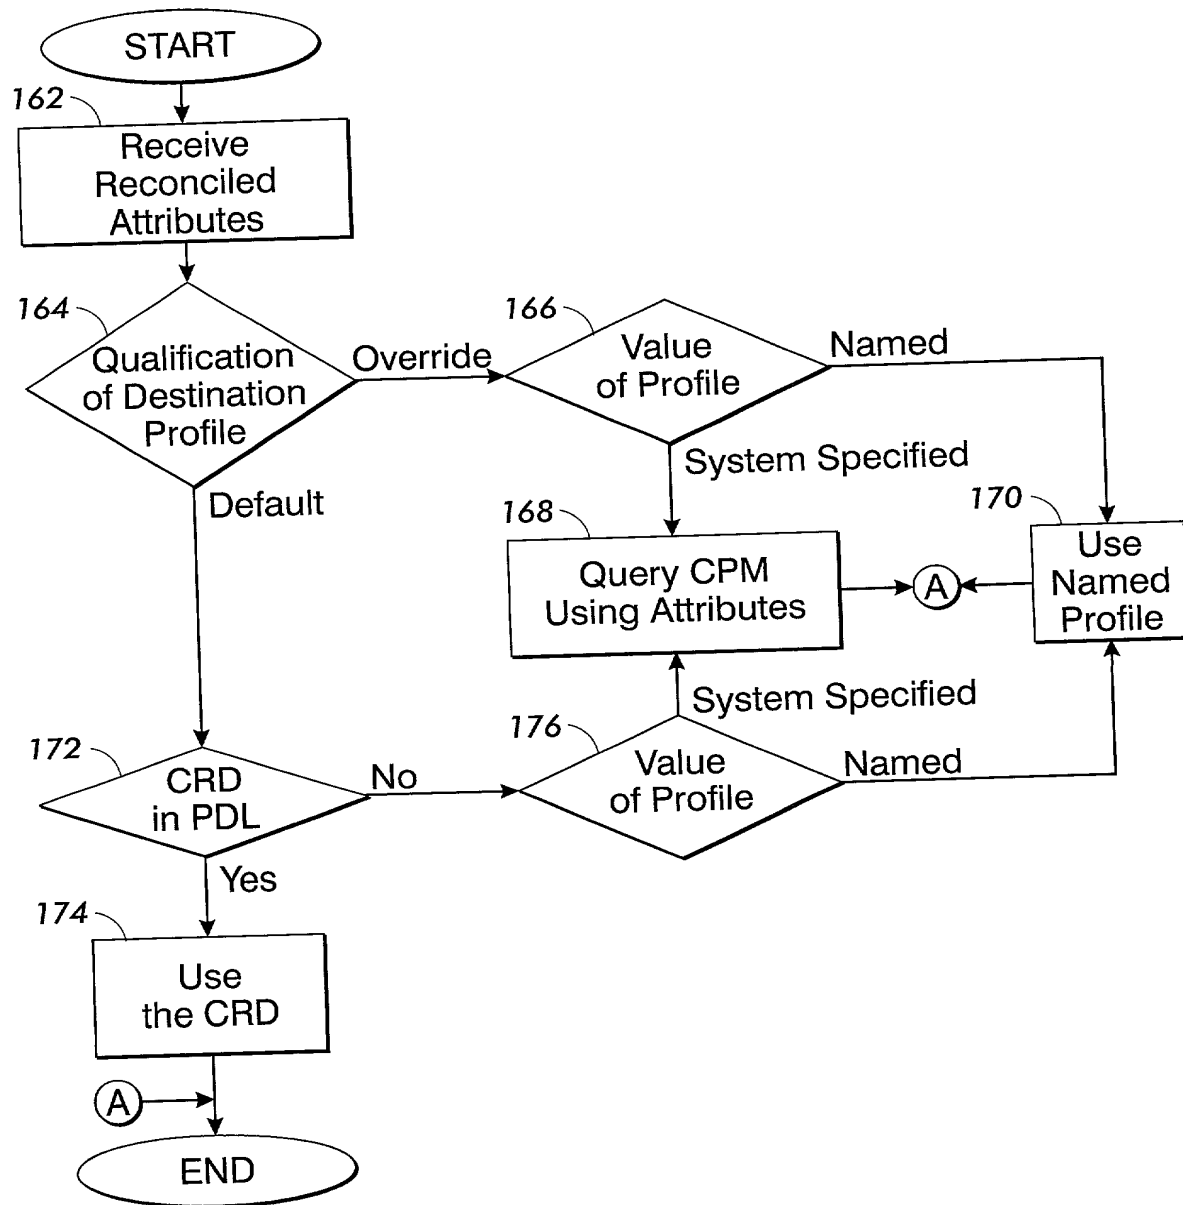 START
162
Receive
Reconciled
Attributes
164
Qualification
of Destination
Profile
Override
166
Value
of Profile
Named
System Specified
Default
168
Query CPM
Using Attributes
A
170
Use
Named
Profile
System Specified
172
CRD
in PDL
No
176
Value
of Profile
Named
Yes
174
Use
the CRD
A
END